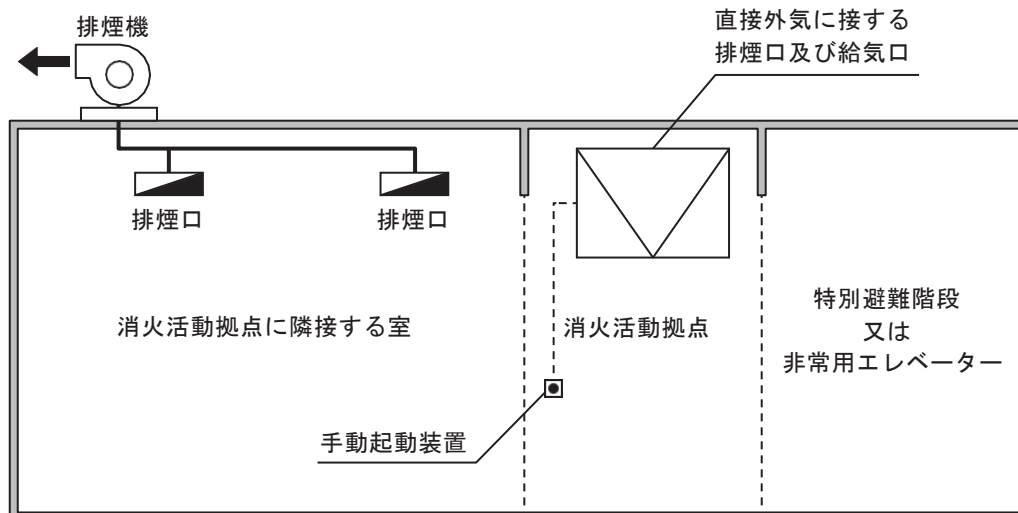 排煙機
直接外気に接する
排煙口及び給気口
排煙口
排煙口
消火活動拠点に隣接する室
消火活動拠点
特別避難階段
又は
非常用エレベーター
手動起動装置